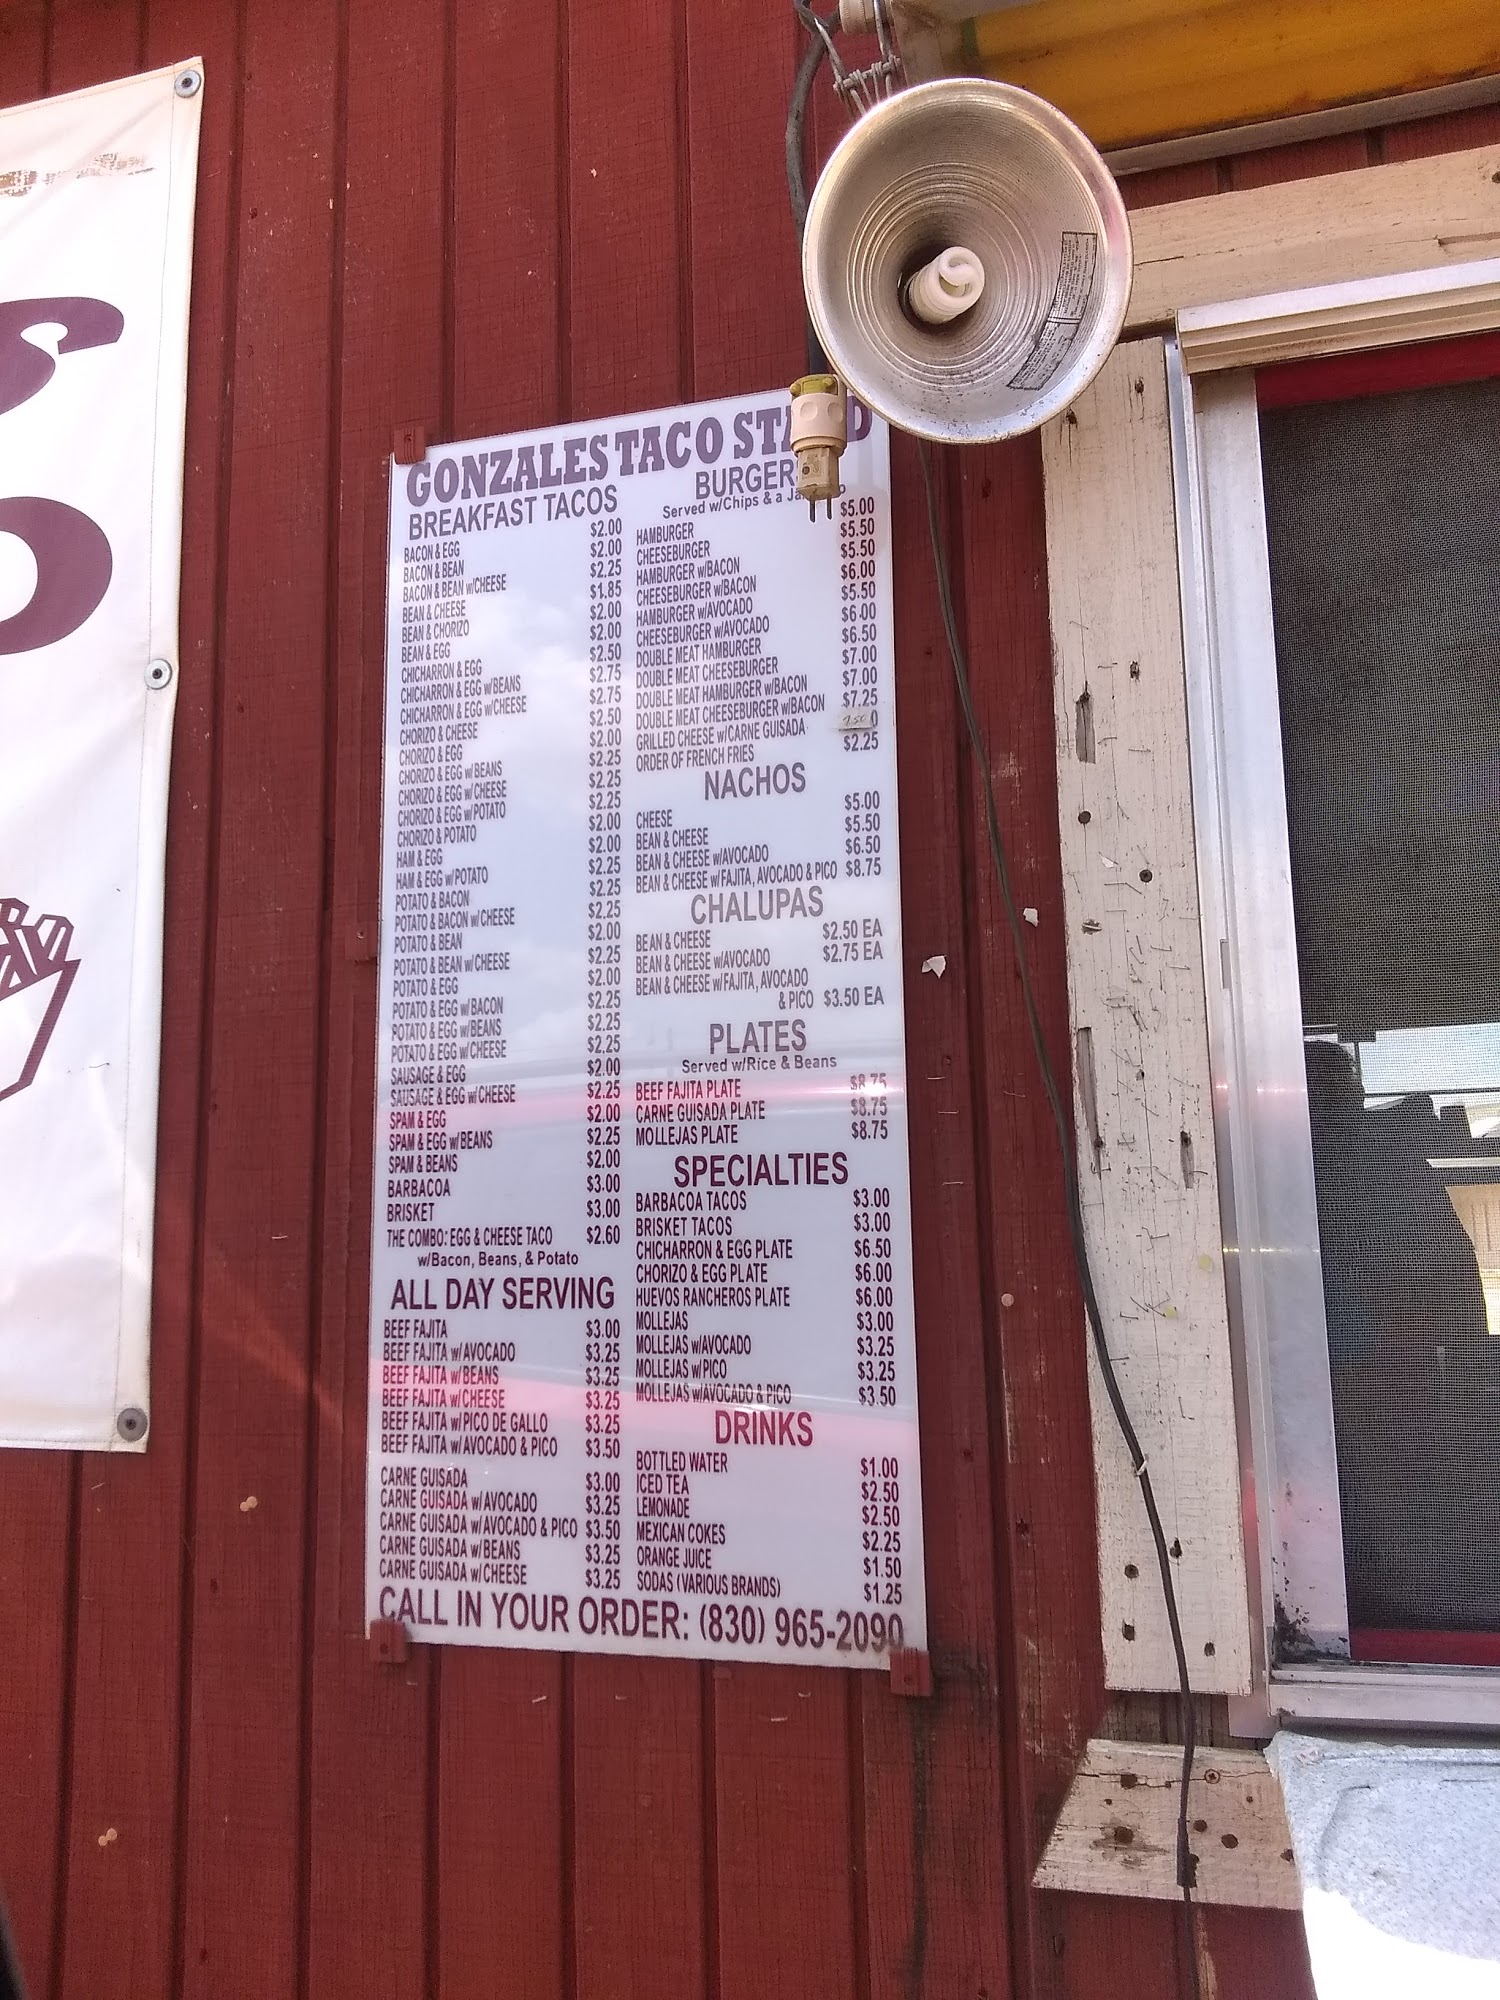 GONZALES TACO STAND
BREAKFAST TACOS
BACON & EGG $2.00
BACON & BEAN $2.00
BACON & BEAN w/CHEESE $2.25
BEAN & CHEESE $1.85
BEAN & CHORIZO $2.00
BEAN & EGG $2.00
CHICHARRON & EGG $2.50
CHICHARRON & EGG w/BEANS $2.75
CHICHARRON & EGG w/CHEESE $2.75
CHORIZO & CHEESE $2.50
CHORIZO & EGG $2.00
CHORIZO & EGG w/BEANS $2.25
CHORIZO & EGG w/CHEESE $2.25
CHORIZO & EGG w/POTATO $2.25
CHORIZO & POTATO $2.00
HAM & EGG $2.00
HAM & EGG w/POTATO $2.25
POTATO & BACON $2.25
POTATO & BACON w/CHEESE $2.25
POTATO & BEAN $2.00
POTATO & BEAN w/CHEESE $2.25
POTATO & EGG $2.00
POTATO & EGG w/BACON $2.25
POTATO & EGG w/BEANS $2.25
POTATO & EGG w/CHEESE $2.25
SAUSAGE & EGG $2.00
SAUSAGE & EGG w/CHEESE $2.25
SPAM & EGG $2.00
SPAM & EGG w/BEANS $2.25
SPAM & BEANS $2.00
BARBACOA $3.00
BRISKET $3.00
THE COMBO: EGG & CHEESE TACO $2.60
w/Bacon, Beans, & Potato
ALL DAY SERVING
BEEF FAJITA $3.00
BEEF FAJITA w/AVOCADO $3.25
BEEF FAJITA w/BEANS $3.25
BEEF FAJITA w/CHEESE $3.25
BEEF FAJITA w/PICO DE GALLO $3.25
BEEF FAJITA w/AVOCADO & PICO $3.50
CARNE GUISADA $3.00
CARNE GUISADA w/AVOCADO $3.25
CARNE GUISADA w/AVOCADO & PICO $3.50
CARNE GUISADA w/BEANS $3.25
CARNE GUISADA w/CHEESE $3.25
BURGERS
Served w/Chips & a
HAMBURGER $5.00
CHEESEBURGER $5.50
HAMBURGER w/BACON $5.50
CHEESEBURGER w/BACON $6.00
HAMBURGER w/AVOCADO $5.50
CHEESEBURGER w/AVOCADO $6.00
DOUBLE MEAT HAMBURGER $6.50
DOUBLE MEAT CHEESEBURGER $7.00
DOUBLE MEAT HAMBURGER w/BACON $7.00
DOUBLE MEAT CHEESEBURGER w/BACON $7.25
GRILLED CHEESE w/CARNE GUISADA
ORDER OF FRENCH FRIES $2.25
NACHOS
CHEESE $5.00
BEAN & CHEESE $5.50
BEAN & CHEESE w/AVOCADO $6.50
BEAN & CHEESE w/FAJITA, AVOCADO & PICO $8.75
CHALUPAS
BEAN & CHEESE $2.50 EA
BEAN & CHEESE w/AVOCADO $2.75 EA
BEAN & CHEESE w/FAJITA, AVOCADO
& PICO $3.50 EA
PLATES
Served w/Rice & Beans
BEEF FAJITA PLATE $8.75
CARNE GUISADA PLATE $8.75
MOLLEJAS PLATE $8.75
SPECIALTIES
BARBACOA TACOS $3.00
BRISKET TACOS $3.00
CHICHARRON & EGG PLATE $6.50
CHORIZO & EGG PLATE $6.00
HUEVOS RANCHEROS PLATE $6.00
MOLLEJAS $3.00
MOLLEJAS w/AVOCADO $3.25
MOLLEJAS w/PICO $3.25
MOLLEJAS w/AVOCADO & PICO $3.50
DRINKS
BOTTLED WATER $1.00
ICED TEA $2.50
LEMONADE $2.50
MEXICAN COKES $2.25
ORANGE JUICE $1.50
SODAS (VARIOUS BRANDS) $1.25
CALL IN YOUR ORDER: (830) 965-2090